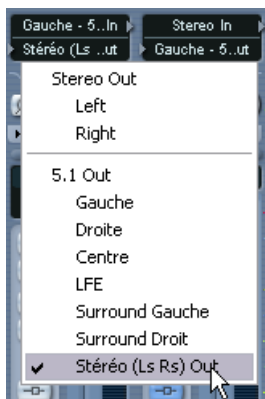 Gauche - 5..In Stereo In
Stéréo (Ls ..ut Gauche - 5..ut
Stereo Out
Left
Right
5.1 Out
Gauche
Droite
Centre
LFE
Surround Gauche
Surround Droit
Stéréo (Ls Rs) Out